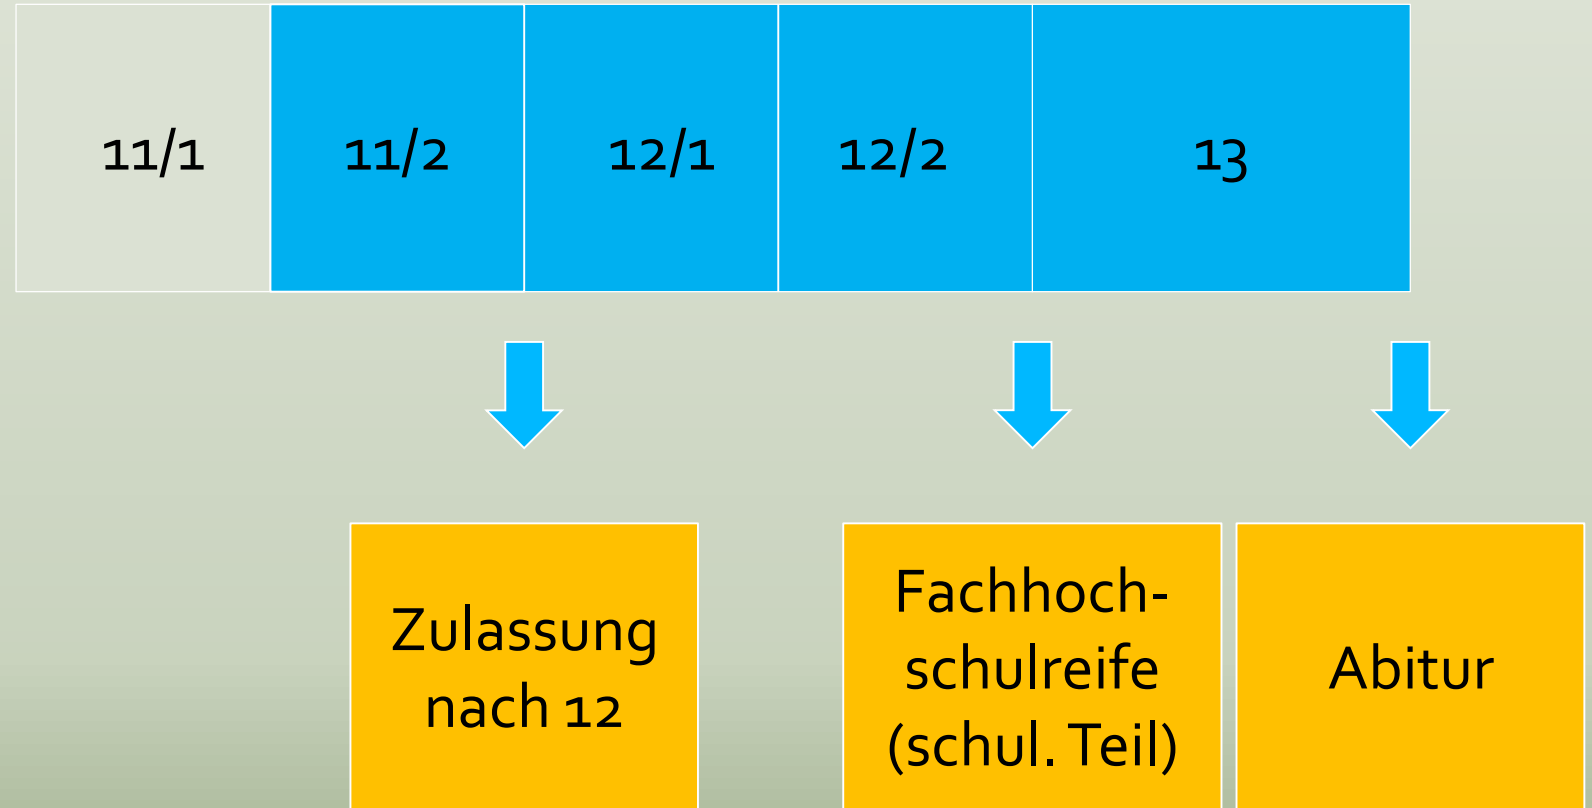 11/1 11/2 12/1 12/2 13
Zulassung
nach 12
Fachhoch-
schulreife
(schul. Teil)
Abitur